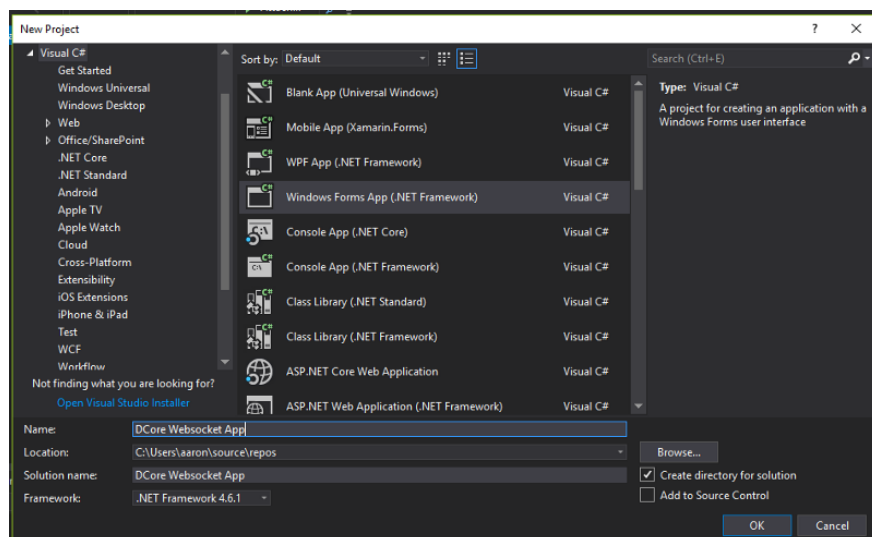 New Project
?
Visual C#
Get Started
Windows Universal
Windows Desktop
Web
Office/SharePoint
.NET Core
.NET Standard
Android
Apple TV
Apple Watch
Cloud
Cross-Platform
Extensibility
iOS Extensions
iPhone & iPad
Test
WCF
Workflow
Not finding what you are looking for?
Open Visual Studio Installer
Sort by: Default
Blank App (Universal Windows) Visual C#
Mobile App (Xamarin.Forms) Visual C#
WPF App (.NET Framework) Visual C#
Windows Forms App (.NET Framework) Visual C#
Console App (.NET Core) Visual C#
Console App (.NET Framework) Visual C#
Class Library (.NET Standard) Visual C#
Class Library (.NET Framework) Visual C#
ASP.NET Core Web Application Visual C#
ASP.NET Web Application (.NET Framework) Visual C#
Search (Ctrl+E)
Type: Visual C#
A project for creating an application with a
Windows Forms user interface
Name: DCore Websocket App
Location: C:\Users\aaron\source\repos
Solution name: DCore Websocket App
Framework: .NET Framework 4.6.1
Browse...
Create directory for solution
Add to Source Control
OK Cancel